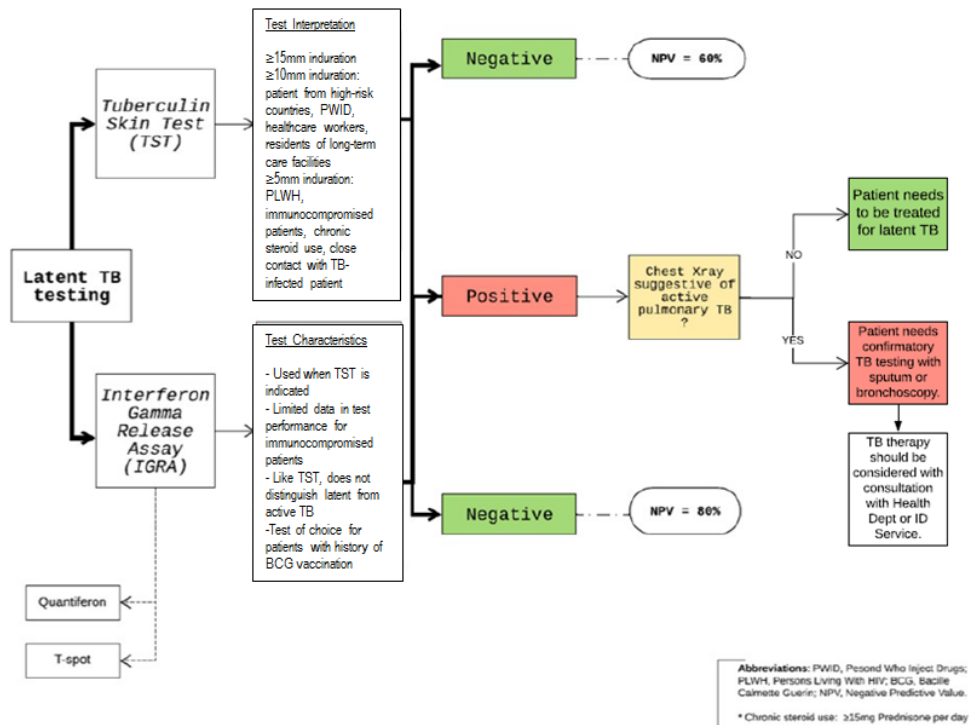 Latent TB
testing
Tuberculin
Skin Test
(TST)
Interferon
Gamma
Release
Assay
(IGRA)
Quantiferon
T-spot
Test Interpretation
≥15mm induration
≥10mm induration:
patient from high-risk
countries, PWID,
healthcare workers,
residents of long-term
care facilities
≥5mm induration:
PLWH,
immunocompromised
patients, chronic
steroid use, close
contact with TB-
infected patient
Test Characteristics
- Used when TST is
indicated
- Limited data in test
performance for
immunocompromised
patients
- Like TST, does not
distinguish latent from
active TB
-Test of choice for
patients with history of
BCG vaccination
Negative
NPV = 60%
Positive
Chest Xray
suggestive of
active
pulmonary TB
?
NO
Patient needs
to be treated
for latent TB
YES
Patient needs
confirmatory
TB testing with
sputum or
bronchoscopy.
TB therapy
should be
considered with
consultation
with Health
Dept or ID
Service.
Negative
NPV = 80%
Abbreviations: PWID, Pesond Who Inject Drugs;
PLWH, Persons Living With HIV; BCG, Bacille
Calmette Guerin; NPV, Negative Predictive Value.
* Chronic steroid use: ≥15mg Prednisone per day